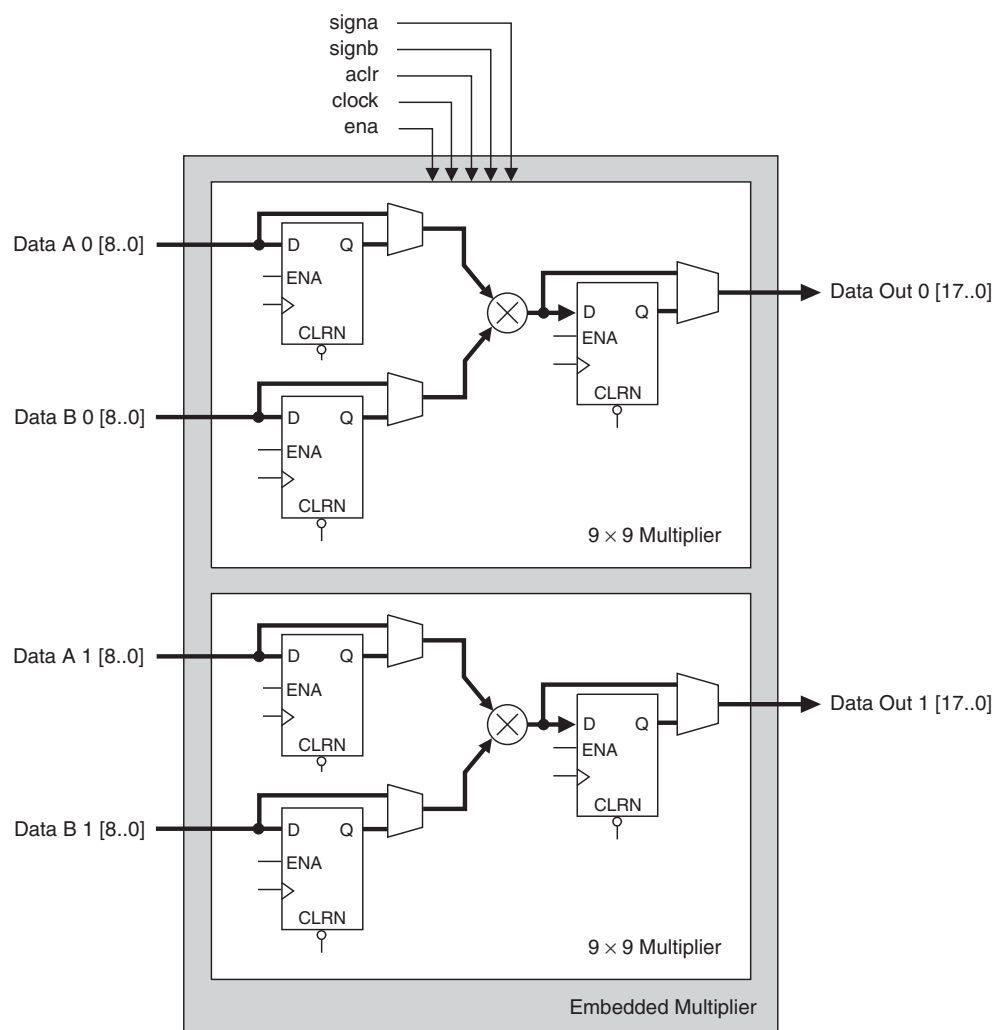 signa
signb
aclr
clock
ena
Data A 0 [8..0]
D Q
ENA
CLRN
Data B 0 [8..0]
D Q
ENA
CLRN
D Q
ENA
CLRN
Data Out 0 [17..0]
9 × 9 Multiplier
Data A 1 [8..0]
D Q
ENA
CLRN
Data B 1 [8..0]
D Q
ENA
CLRN
D Q
ENA
CLRN
Data Out 1 [17..0]
9 × 9 Multiplier
Embedded Multiplier